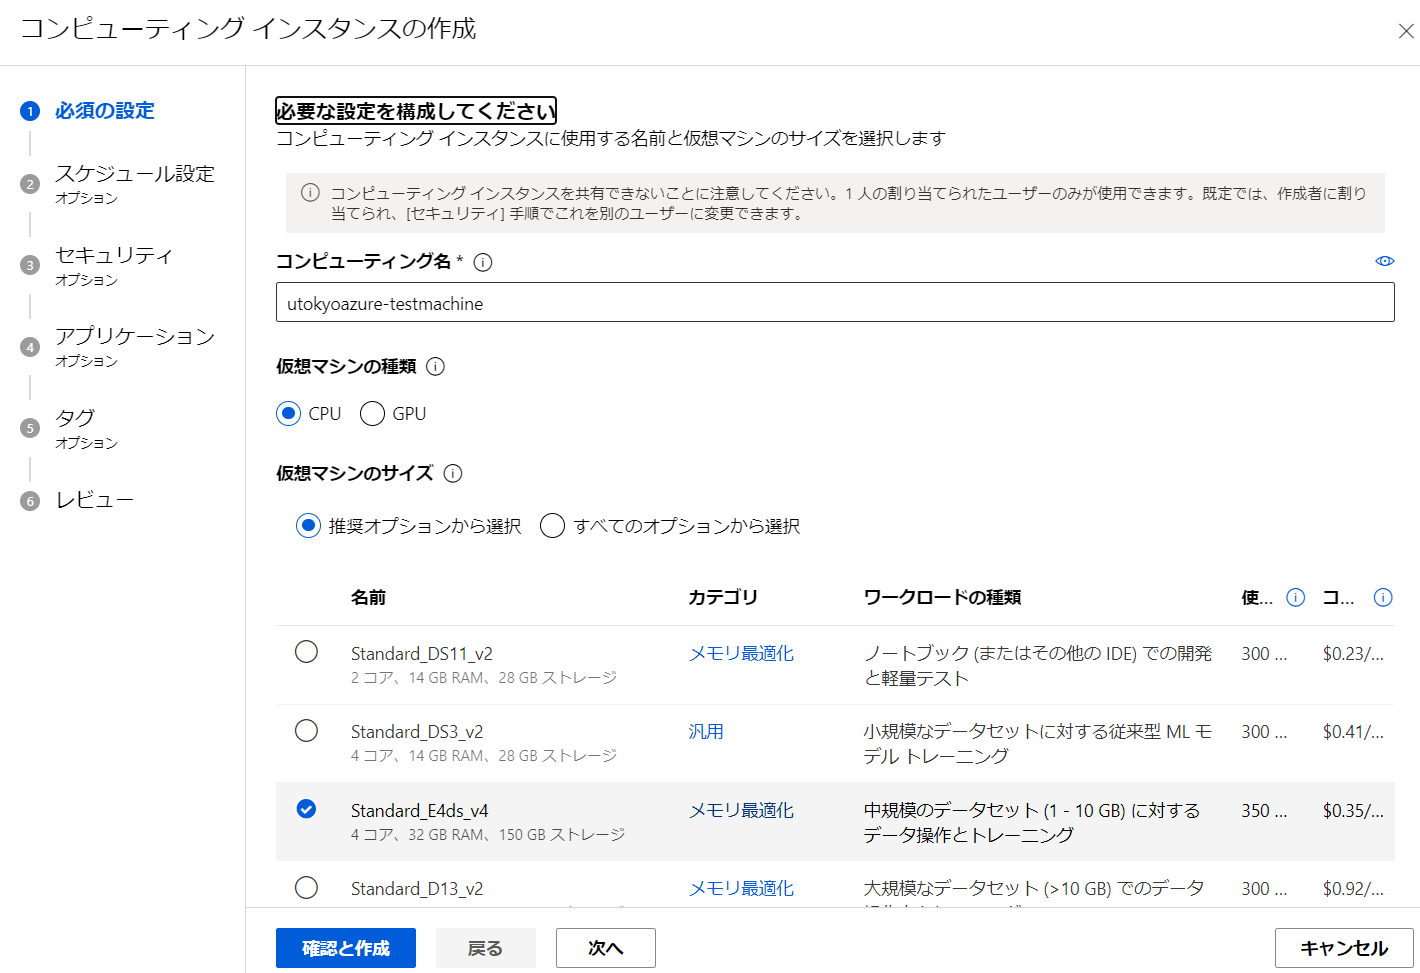 コンピューティング インスタンスの作成
1 必須の設定
2 スケジュール設定
オプション
3 セキュリティ
オプション
4 アプリケーション
オプション
5 タグ
オプション
6 レビュー
必要な設定を構成してください
コンピューティング インスタンスに使用する名前と仮想マシンのサイズを選択します
コンピューティング インスタンスを共有できないことに注意してください。1 人の割り当てられたユーザーのみが使用できます。既定では、作成者に割り
当てられ、[セキュリティ] 手順でこれを別のユーザーに変更できます。
コンピューティング名 *
utokyoazure-testmachine
仮想マシンの種類
CPU GPU
仮想マシンのサイズ
推奨オプションから選択 すべてのオプションから選択
名前 カテゴリ ワークロードの種類 使... コ...
Standard_DS11_v2 メモリ最適化 ノートブック (またはその他の IDE) での開発 300 ... $0.23/...
2 コア、14 GB RAM、28 GB ストレージ と軽量テスト
Standard_DS3_v2 汎用 小規模なデータセットに対する従来型 ML モ 300 ... $0.41/...
4 コア、14 GB RAM、28 GB ストレージ デル トレーニング
Standard_E4ds_v4 メモリ最適化 中規模のデータセット (1 - 10 GB) に対する 350 ... $0.35/...
4 コア、32 GB RAM、150 GB ストレージ データ操作とトレーニング
Standard_D13_v2 メモリ最適化 大規模なデータセット (>10 GB) でのデータ 300 ... $0.92/...
確認と作成 戻る 次へ キャンセル